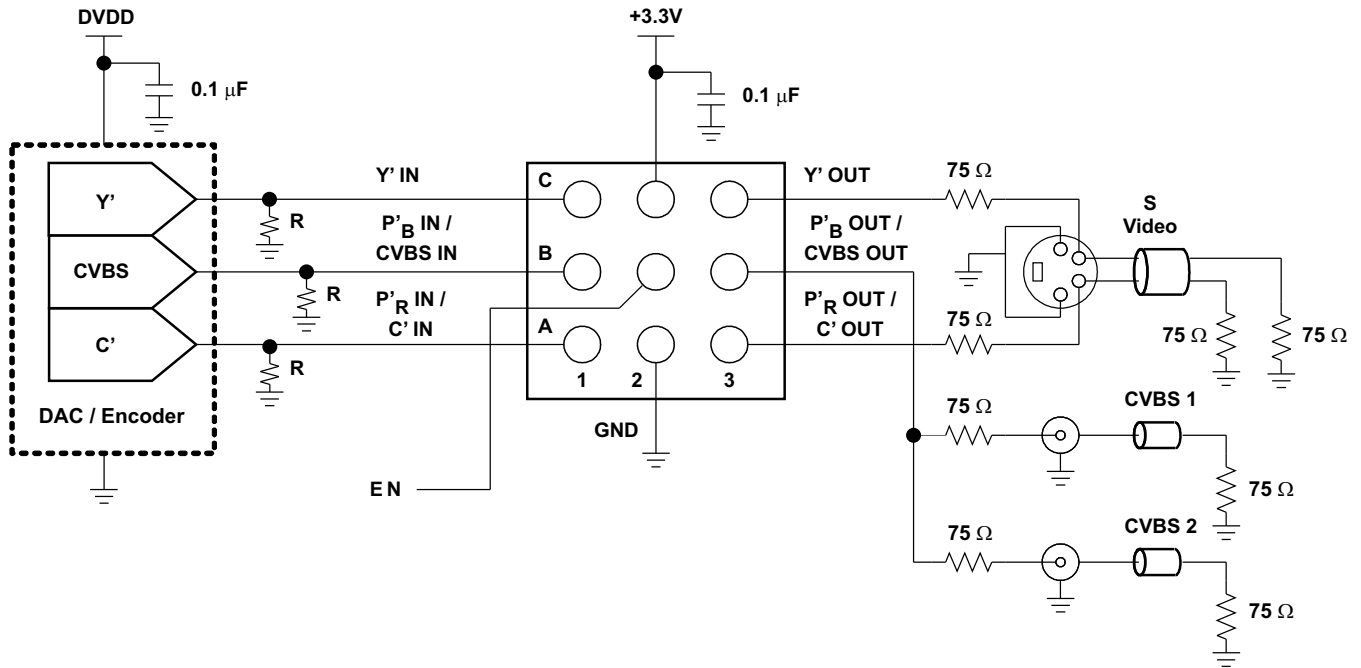 DVDD
+3.3V
0.1 μF
0.1 μF
Y' IN
C
Y' OUT
75 Ω
S
Video
Y'
R
P'B IN /
CVBS IN
P'B OUT /
CVBS OUT
B
CVBS
R
P'R IN /
C' IN
P'R OUT /
C' OUT
75 Ω
75 Ω
75 Ω
A
C'
R
1
2
3
DAC / Encoder
GND
75 Ω
CVBS 1
EN
75 Ω
75 Ω
CVBS 2
75 Ω